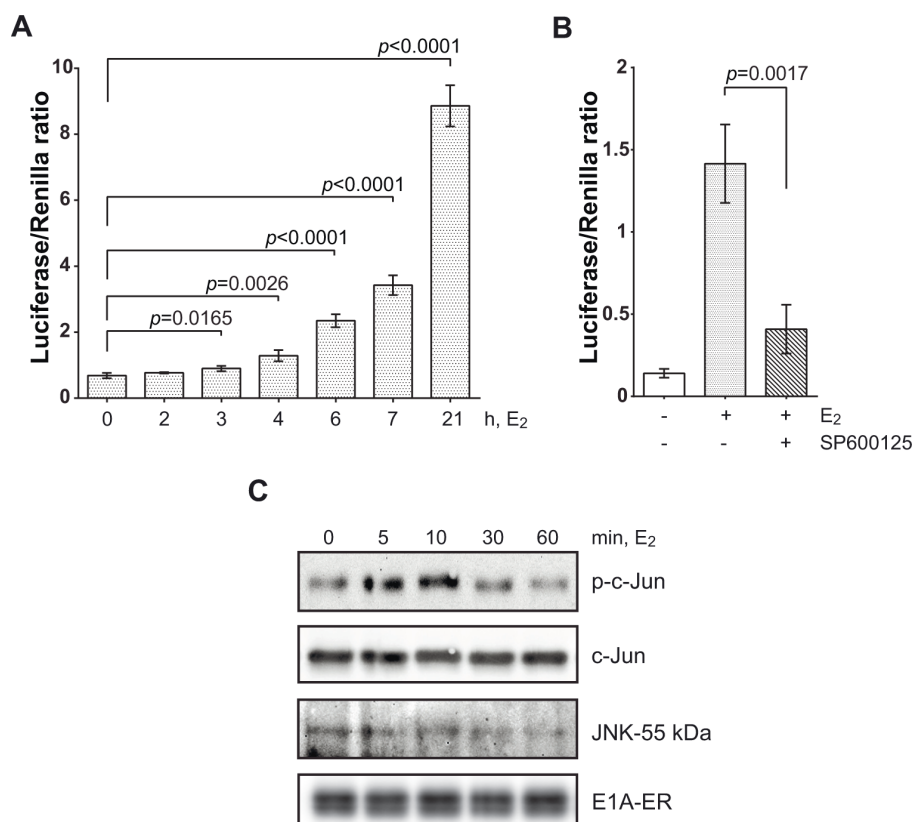 A
Luciferase/Renilla ratio
10
8
6
4
2
0
p<0.0001
p<0.0001
p<0.0001
p=0.0026
p=0.0165
0 2 3 4 6 7 21 h, E2
B
Luciferase/Renilla ratio
2
1.5
1
0.5
0
p=0.0017
- + + E2
- - + SP600125
C
0 5 10 30 60 min, E2
p-c-Jun
c-Jun
JNK-55 kDa
E1A-ER